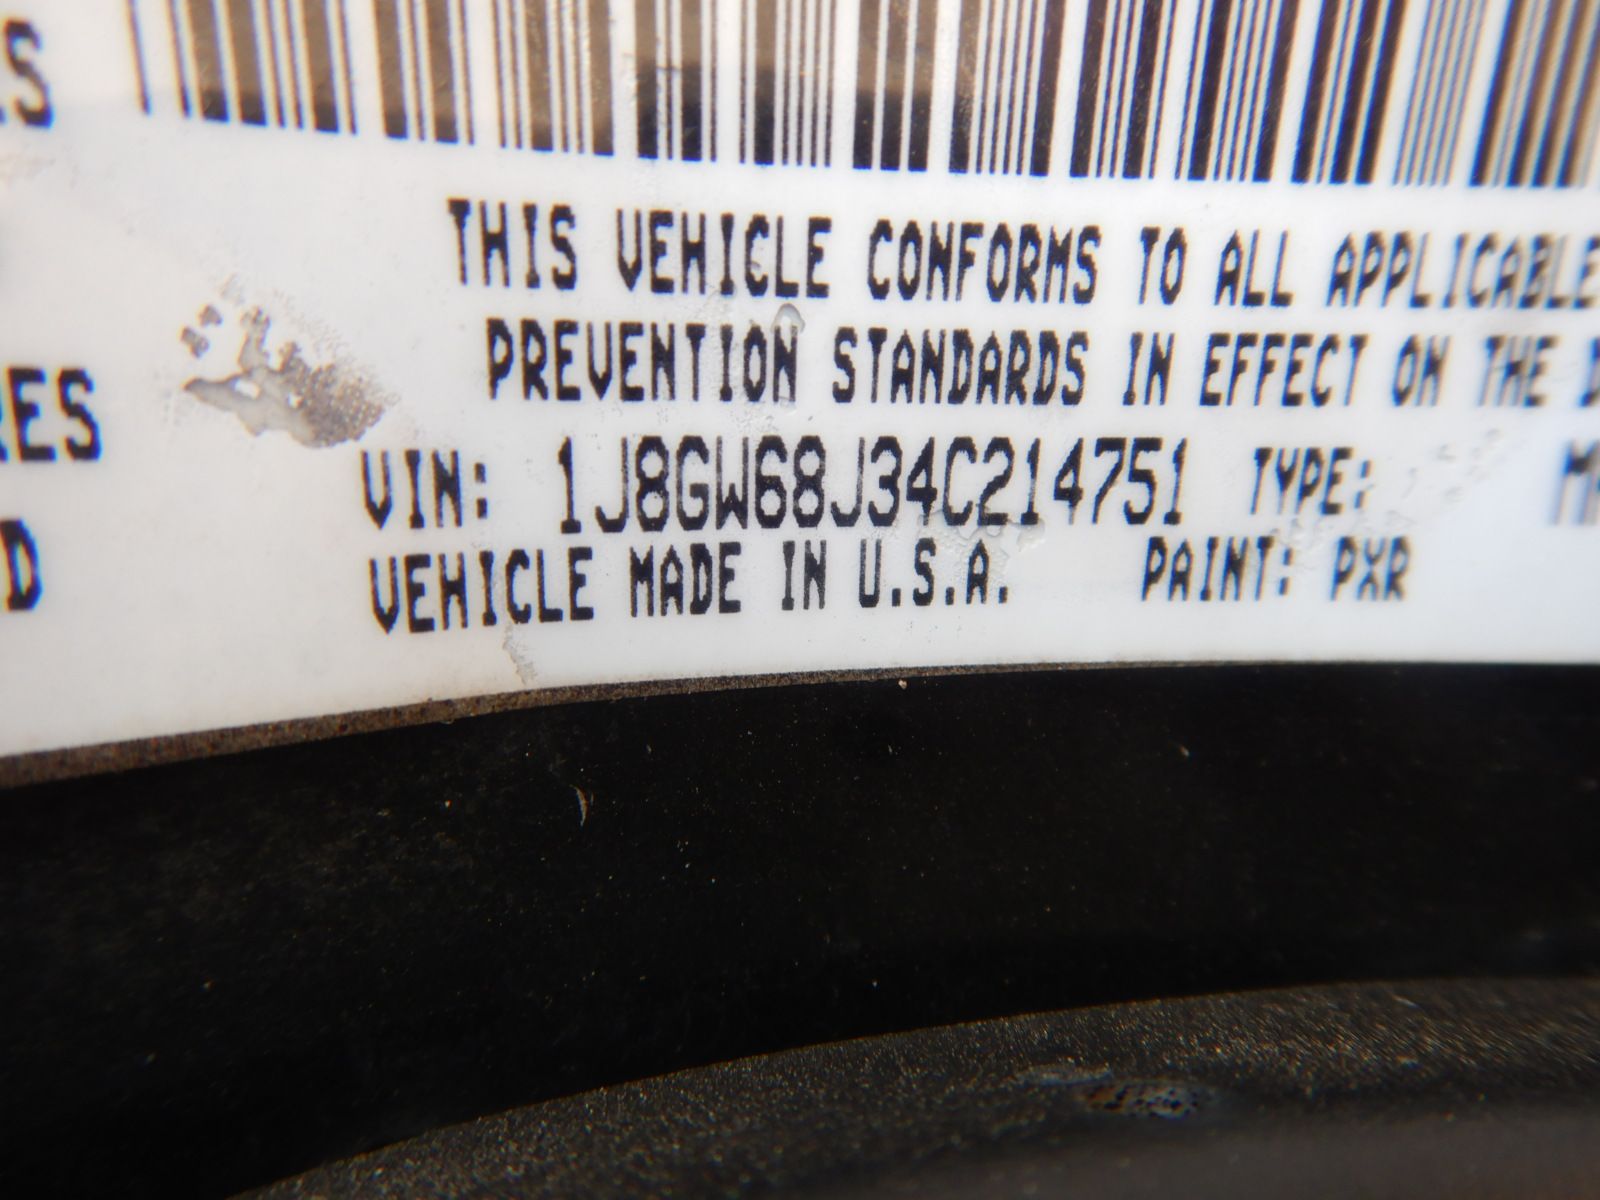 THIS VEHICLE CONFORMS TO ALL APPLICABLE
PREVENTION STANDARDS IN EFFECT ON THE D
RES
VIN: 1J8GW68J34C214751 TYPE:
D VEHICLE MADE IN U.S.A. PAINT: PXR